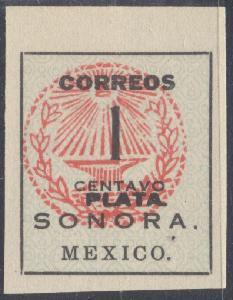 CORREOS
1
CENTAVO
PLATA
SONORA.
MEXICO.